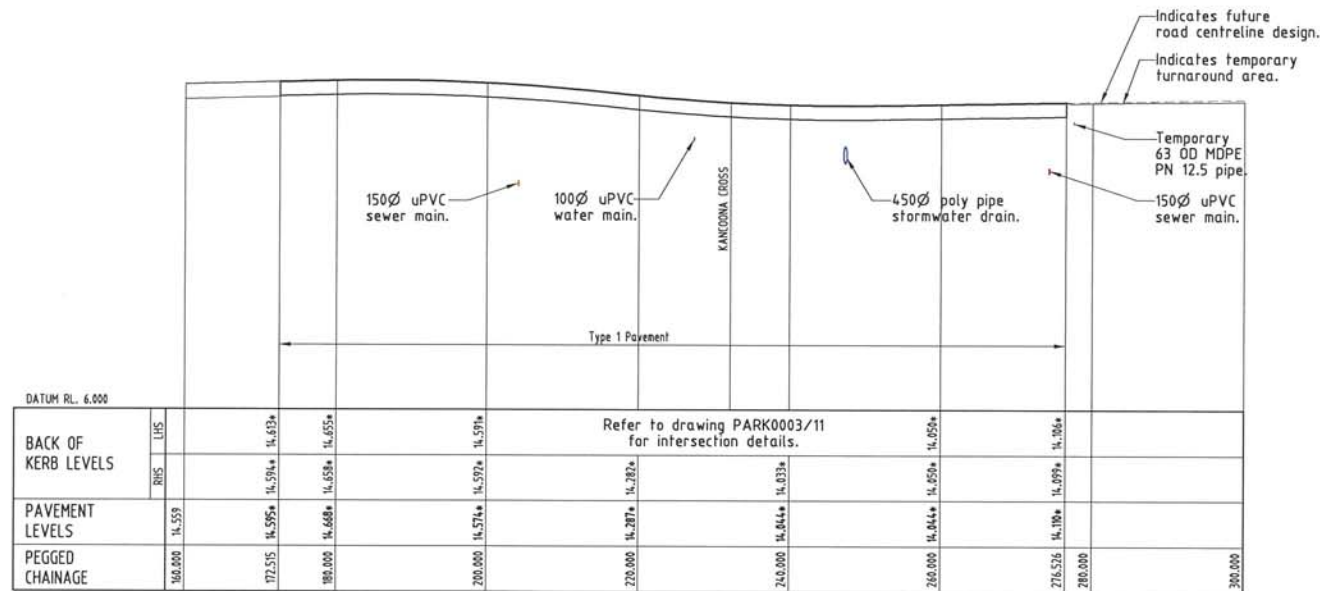 Indicates future
road centreline design.
Indicates temporary
turnaround area.
Temporary
63 OD MDPE
PN 12.5 pipe.
150Ø uPVC
sewer main.
100Ø uPVC
water main.
KANCOONA CROSS
450Ø poly pipe
stormwater drain.
150Ø uPVC
sewer main.
Type 1 Pavement
DATUM RL. 6.000
BACK OF
KERB LEVELS
LHS
14.613*
14.655*
14.591*
Refer to drawing PARK0003/11
for intersection details.
14.050*
14.106*
RHS
14.594*
14.658*
14.592*
14.282*
14.033*
14.050*
14.099*
PAVEMENT
LEVELS
14.559
14.595*
14.668*
14.574*
14.287*
14.044*
14.044*
14.110*
PEGGED
CHAINAGE
160.000
172.515
180.000
200.000
220.000
240.000
260.000
276.526
280.000
300.000